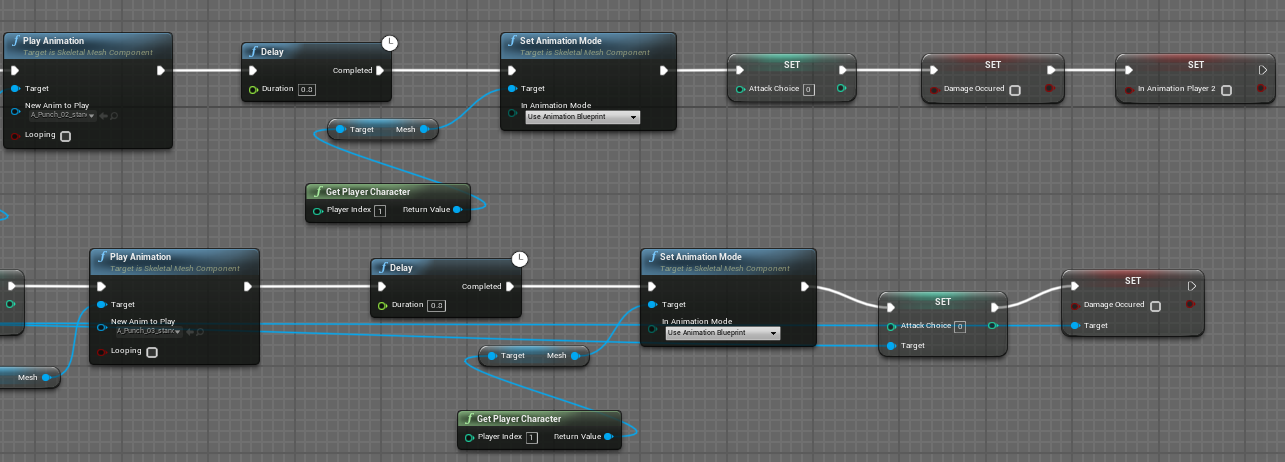 Play Animation
Target is Skeletal Mesh Component
Target
New Anim to Play
A_Punch_02_stanc
Looping
Delay
Completed
Duration 0.8
Set Animation Mode
Target is Skeletal Mesh Component
Target
In Animation Mode
Use Animation Blueprint
Target Mesh
Get Player Character
Player Index 1 Return Value
SET
Attack Choice 0
SET
Damage Occured
SET
In Animation Player 2
Mesh
Play Animation
Target is Skeletal Mesh Component
Target
New Anim to Play
A_Punch_03_stanc
Looping
Delay
Completed
Duration 0.8
Set Animation Mode
Target is Skeletal Mesh Component
Target
In Animation Mode
Use Animation Blueprint
Target Mesh
Get Player Character
Player Index 1 Return Value
SET
Attack Choice 0
Target
SET
Damage Occured
Target